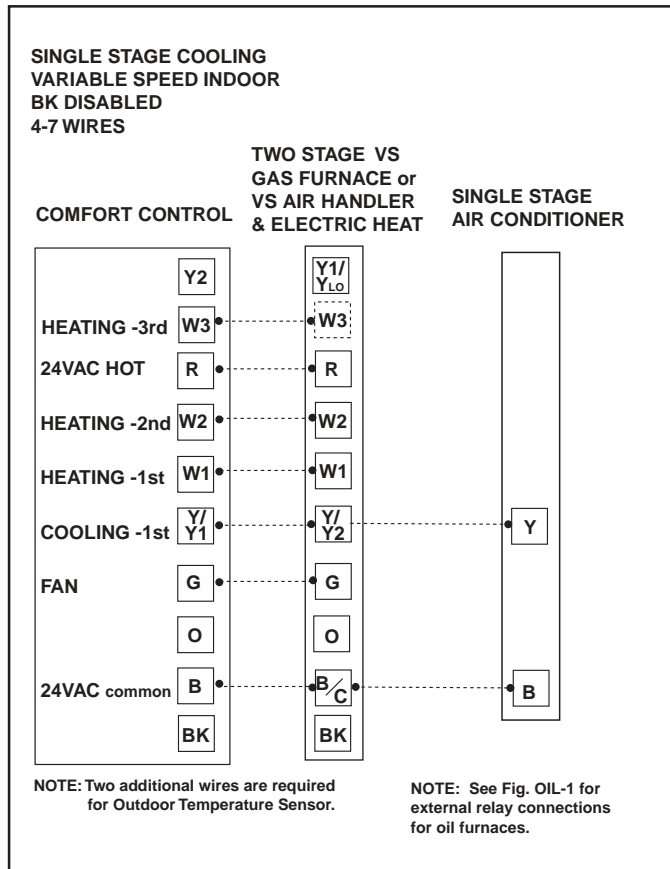 SINGLE STAGE COOLING
VARIABLE SPEED INDOOR
BK DISABLED
4-7 WIRES
COMFORT CONTROL
TWO STAGE VS
GAS FURNACE or
VS AIR HANDLER
& ELECTRIC HEAT
SINGLE STAGE
AIR CONDITIONER
Y2
Y1/
YLO
HEATING -3rd W3 W3
24VAC HOT R R
HEATING -2nd W2 W2
HEATING -1st W1 W1
COOLING -1st Y/
Y1 Y/
Y2 Y
FAN G G
O O
24VAC common B B/C B
BK BK
NOTE: Two additional wires are required
for Outdoor Temperature Sensor.
NOTE: See Fig. OIL-1 for
external relay connections
for oil furnaces.